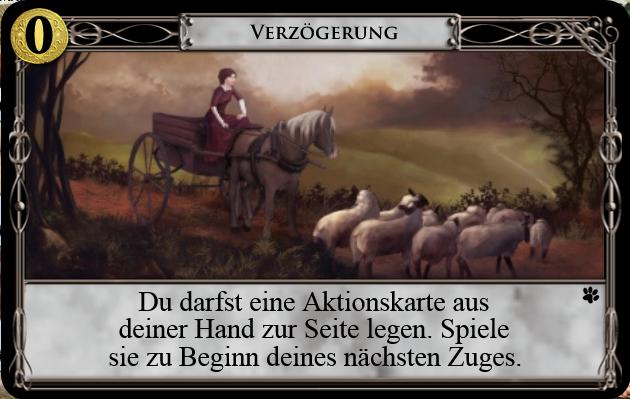 0
VERZÖGERUNG
Du darfst eine Aktionskarte aus
deiner Hand zur Seite legen. Spiele
sie zu Beginn deines nächsten Zuges.